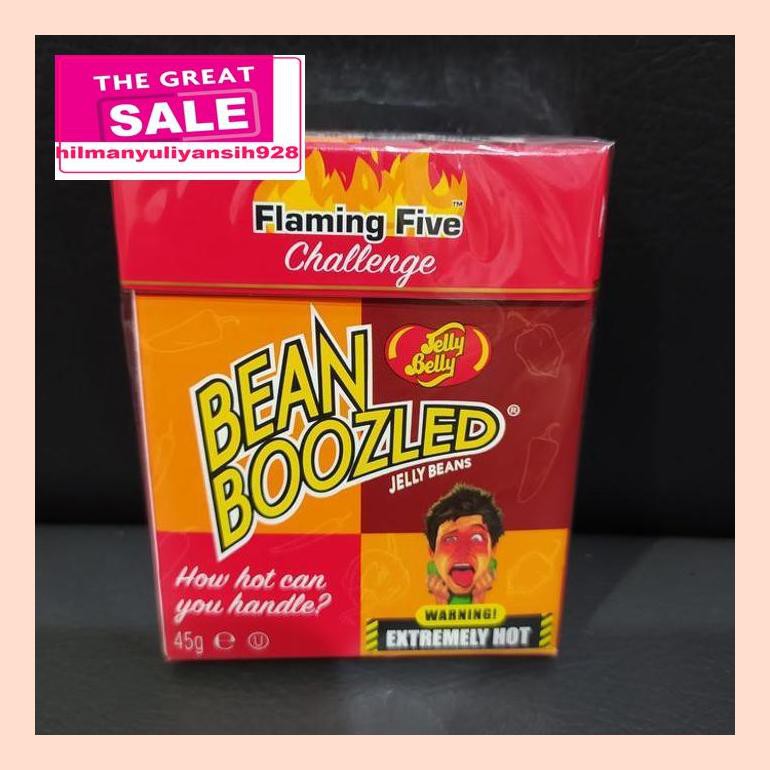 THE GREAT
SALE
hilmanyuliyansih928
Flaming Five™
Challenge
Jelly
Belly
BEAN
BOOZLED®
JELLY BEANS
How hot can
you handle?
WARNING!
EXTREMELY HOT
45g e U